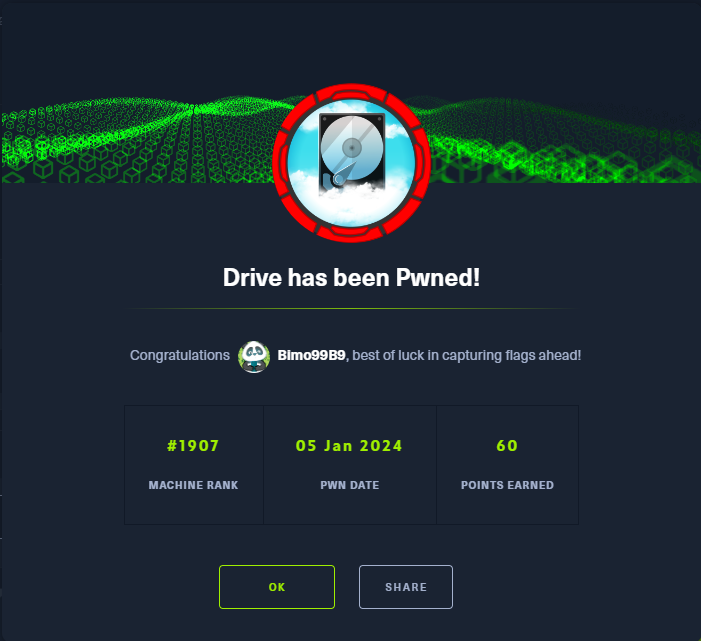 Drive has been Pwned!
Congratulations Bimo99B9, best of luck in capturing flags ahead!
#1907 05 Jan 2024 60
MACHINE RANK PWN DATE POINTS EARNED
OK SHARE